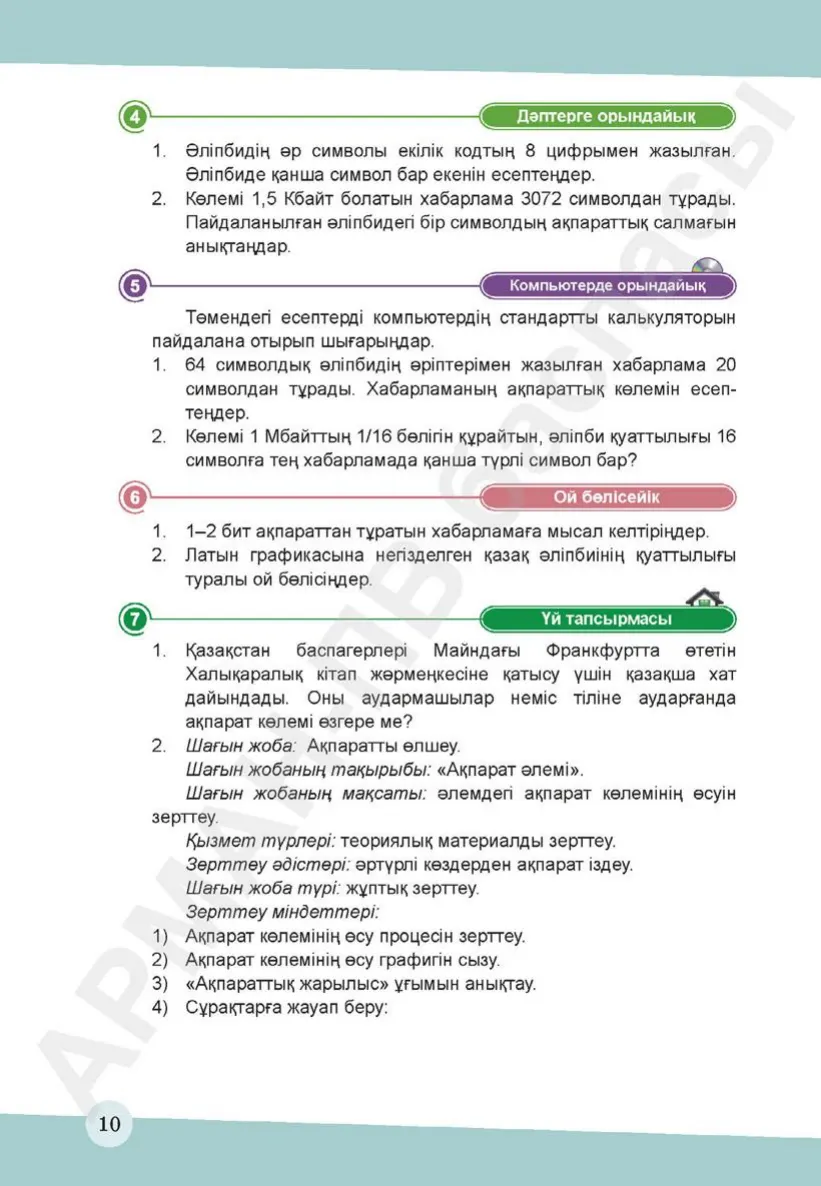 4 Дәптерге орындайық
1. Әліпбидің әр символы екілік кодтың 8 цифрымен жазылған.
Әліпбиде қанша символ бар екенін есептеңдер.
2. Көлемі 1,5 Кбайт болатын хабарлама 3072 символдан тұрады.
Пайдаланылған әліпбидегі бір символдың ақпараттық салмағын
анықтаңдар.
5 Компьютерде орындайық
Төмендегі есептерді компьютердің стандартты калькуляторын
пайдалана отырып шығарыңдар.
1. 64 символдық әліпбидің әріптерімен жазылған хабарлама 20
символдан тұрады. Хабарламаның ақпараттық көлемін есеп-
теңдер.
2. Көлемі 1 Мбайттың 1/16 бөлігін құрайтын, әліпби қуаттылығы 16
символға тең хабарламада қанша түрлі символ бар?
6 Ой бөлісейік
1. 1–2 бит ақпараттан тұратын хабарламаға мысал келтіріңдер.
2. Латын графикасына негізделген қазақ әліпбиінің қуаттылығы
туралы ой бөлісіңдер.
7 Үй тапсырмасы
1. Қазақстан баспагерлері Майндағы Франкфуртта өтетін
Халықаралық кітап жәрмеңкесіне қатысу үшін қазақша хат
дайындады. Оны аудармашылар неміс тіліне аударғанда
ақпарат көлемі өзгере ме?
2. Шағын жоба: Ақпаратты өлшеу.
Шағын жобаның тақырыбы: «Ақпарат әлемі».
Шағын жобаның мақсаты: әлемдегі ақпарат көлемінің өсуін
зерттеу.
Қызмет түрлері: теориялық материалды зерттеу.
Зерттеу әдістері: әртүрлі көздерден ақпарат іздеу.
Шағын жоба түрі: жұптық зерттеу.
Зерттеу міндеттері:
1) Ақпарат көлемінің өсу процесін зерттеу.
2) Ақпарат көлемінің өсу графигін сызу.
3) «Ақпараттық жарылыс» ұғымын анықтау.
4) Сұрақтарға жауап беру:
10
АРМАН-ПВ баспасы